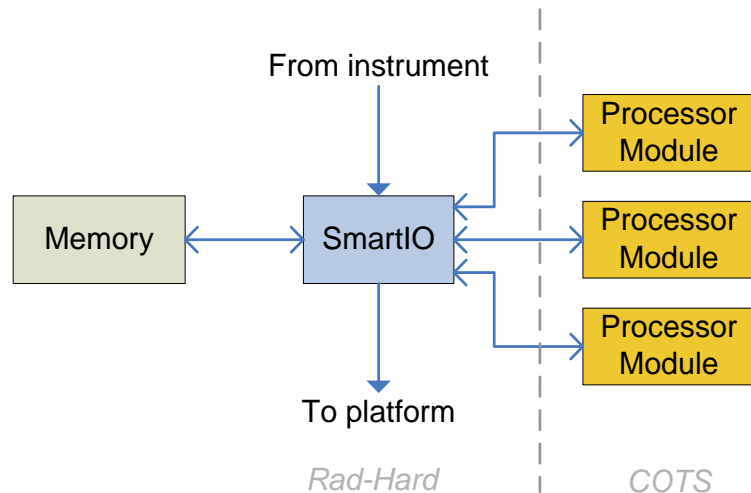 From instrument
Processor
Module
Memory
SmartIO
Processor
Module
Processor
Module
To platform
Rad-Hard
COTS